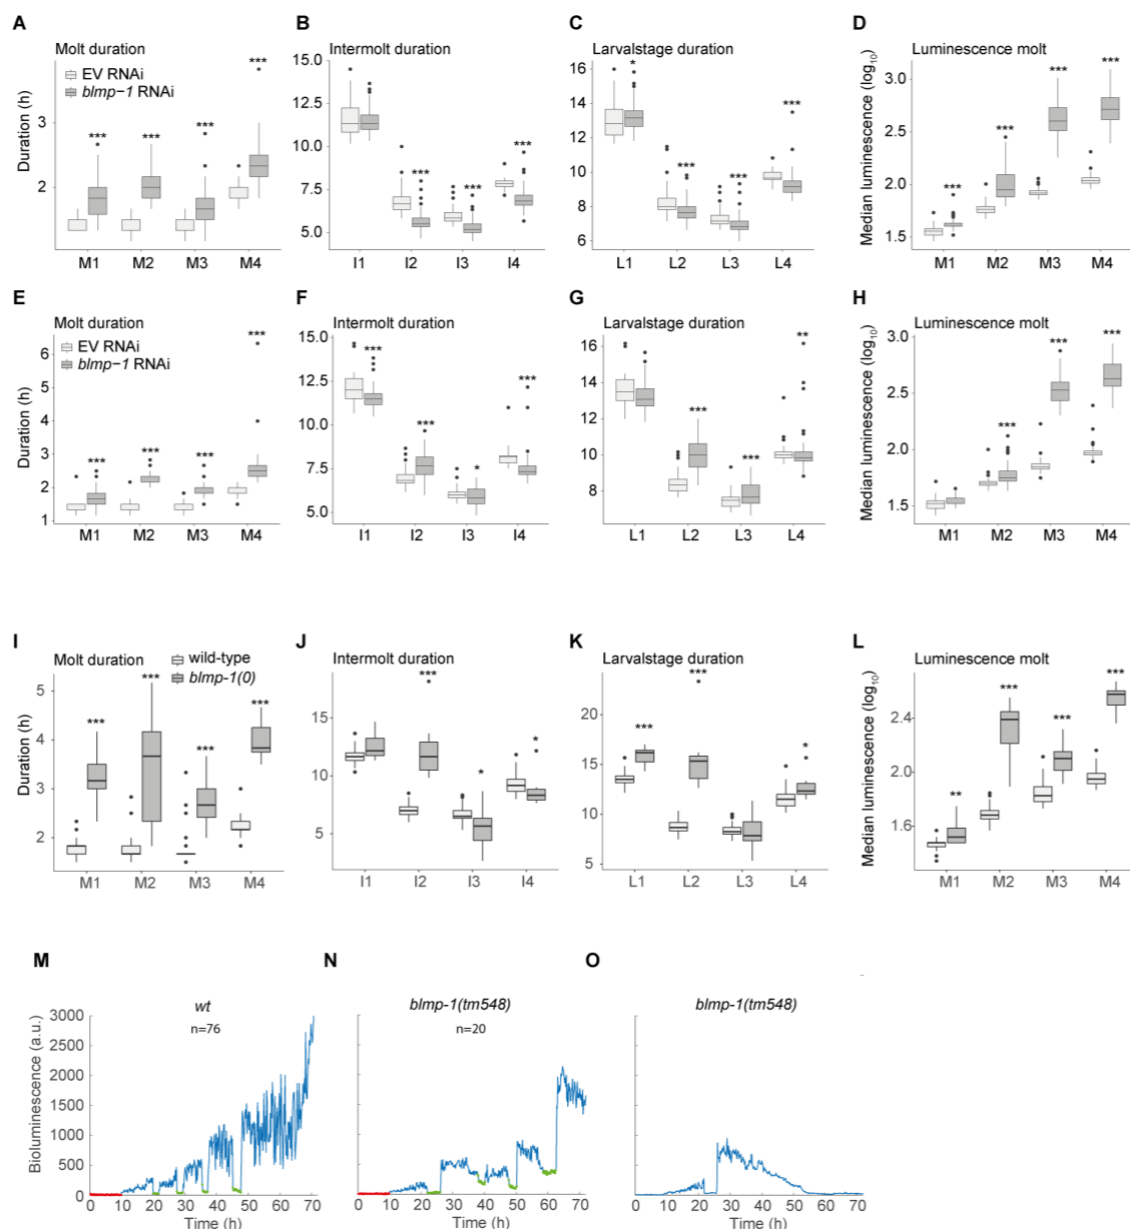 A B C D
Molt duration Intermolt duration Larvalstage duration Luminescence molt
EV RNAi
blmp−1 RNAi
Duration (h)
3
2
M1 M2 M3 M4
*** *** *** ***
15.0
12.5
10.0
7.5
5.0
I1 I2 I3 I4
*** *** ***
16
14
12
10
8
6
L1 L2 L3 L4
* *** *** ***
Median luminescence (log10)
3.0
2.5
2.0
1.5
M1 M2 M3 M4
*** *** *** ***
E F G H
Molt duration Intermolt duration Larvalstage duration Luminescence molt
EV RNAi
blmp−1 RNAi
Duration (h)
6
5
4
3
2
1
M1 M2 M3 M4
*** *** *** ***
15.0
12.5
10.0
7.5
5.0
I1 I2 I3 I4
*** *** * ***
16
14
12
10
8
L1 L2 L3 L4
*** *** **
Median luminescence (log10)
3.0
2.5
2.0
1.5
M1 M2 M3 M4
*** *** ***
I J K L
Molt duration Intermolt duration Larvalstage duration Luminescence molt
wild-type
blmp-1(0)
Duration (h)
5
4
3
2
M1 M2 M3 M4
*** *** *** ***
15
10
5
I1 I2 I3 I4
*** * *
20
15
10
5
L1 L2 L3 L4
*** *** *
Median luminescence (log10)
2.4
2.0
1.6
M1 M2 M3 M4
** *** *** ***
M N O
wt blmp-1(tm548) blmp-1(tm548)
n=76 n=20
Bioluminescence (a.u.)
3000
2500
2000
1500
1000
500
0
0 10 20 30 40 50 60 70
Time (h)
0 10 20 30 40 50 60 70
Time (h)
0 10 20 30 40 50 60 70
Time (h)